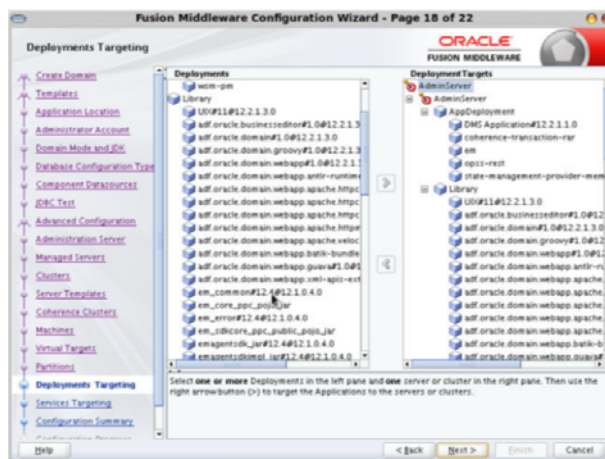 Fusion Middleware Configuration Wizard - Page 18 of 22
Deployments Targeting
ORACLE
FUSION MIDDLEWARE
Create Domain
Templates
Application Location
Administrator Account
Domain Mode and JDK
Database Configuration Type
Component Datasources
JDBC Test
Advanced Configuration
Administration Server
Managed Servers
Clusters
Server Templates
Coherence Clusters
Machines
Virtual Targets
Partitions
Deployments Targeting
Services Targeting
Configuration Summary
Configuration Progress
Deployments
wsm-pm
Library
UIX#11@12.2.1.3.0
adf.oracle.businesseditor#1.0@12.2.1.3
adf.oracle.domain#1.0@12.2.1.3.0
adf.oracle.domain.groovy#1.0@12.2.1.3.
adf.oracle.domain.webapp#1.0@12.2.1.
adf.oracle.domain.webapp.antlr-runtime
adf.oracle.domain.webapp.apache.httpc
adf.oracle.domain.webapp.apache.httpc
adf.oracle.domain.webapp.apache.httpm
adf.oracle.domain.webapp.apache.veloc
adf.oracle.domain.webapp.batik-bundle
adf.oracle.domain.webapp.guava#1.0@1
adf.oracle.domain.webapp.xml-apis-ext
em_common#12.4@12.1.0.4.0
em_core_ppc_pojo_jar
em_error#12.4@12.1.0.4.0
em_sdkcore_ppc_public_pojo_jar
emagentsdk_jar#12.4@12.1.0.4.0
emagentsdkimpl_jar#12.4@12.1.0.4.0
Deployment Targets
AdminServer
AdminServer
AppDeployment
DMS Application#12.2.1.1.0
coherence-transaction-rar
em
opss-rest
state-management-provider-mem
Library
UIX#11@12.2.1.3.0
adf.oracle.businesseditor#1.0@12
adf.oracle.domain#1.0@12.2.1.3.
adf.oracle.domain.groovy#1.0@12
adf.oracle.domain.webapp#1.0@1
adf.oracle.domain.webapp.antlr-ru
adf.oracle.domain.webapp.apache.
adf.oracle.domain.webapp.apache.
adf.oracle.domain.webapp.apache.
adf.oracle.domain.webapp.apache.
adf.oracle.domain.webapp.batik-b
adf.oracle.domain.webapp.guava#
Select one or more Deployments in the left pane and one server or cluster in the right pane. Then use the
right arrow button (>) to target the Applications to the servers or clusters.
Help
< Back
Next >
Finish
Cancel